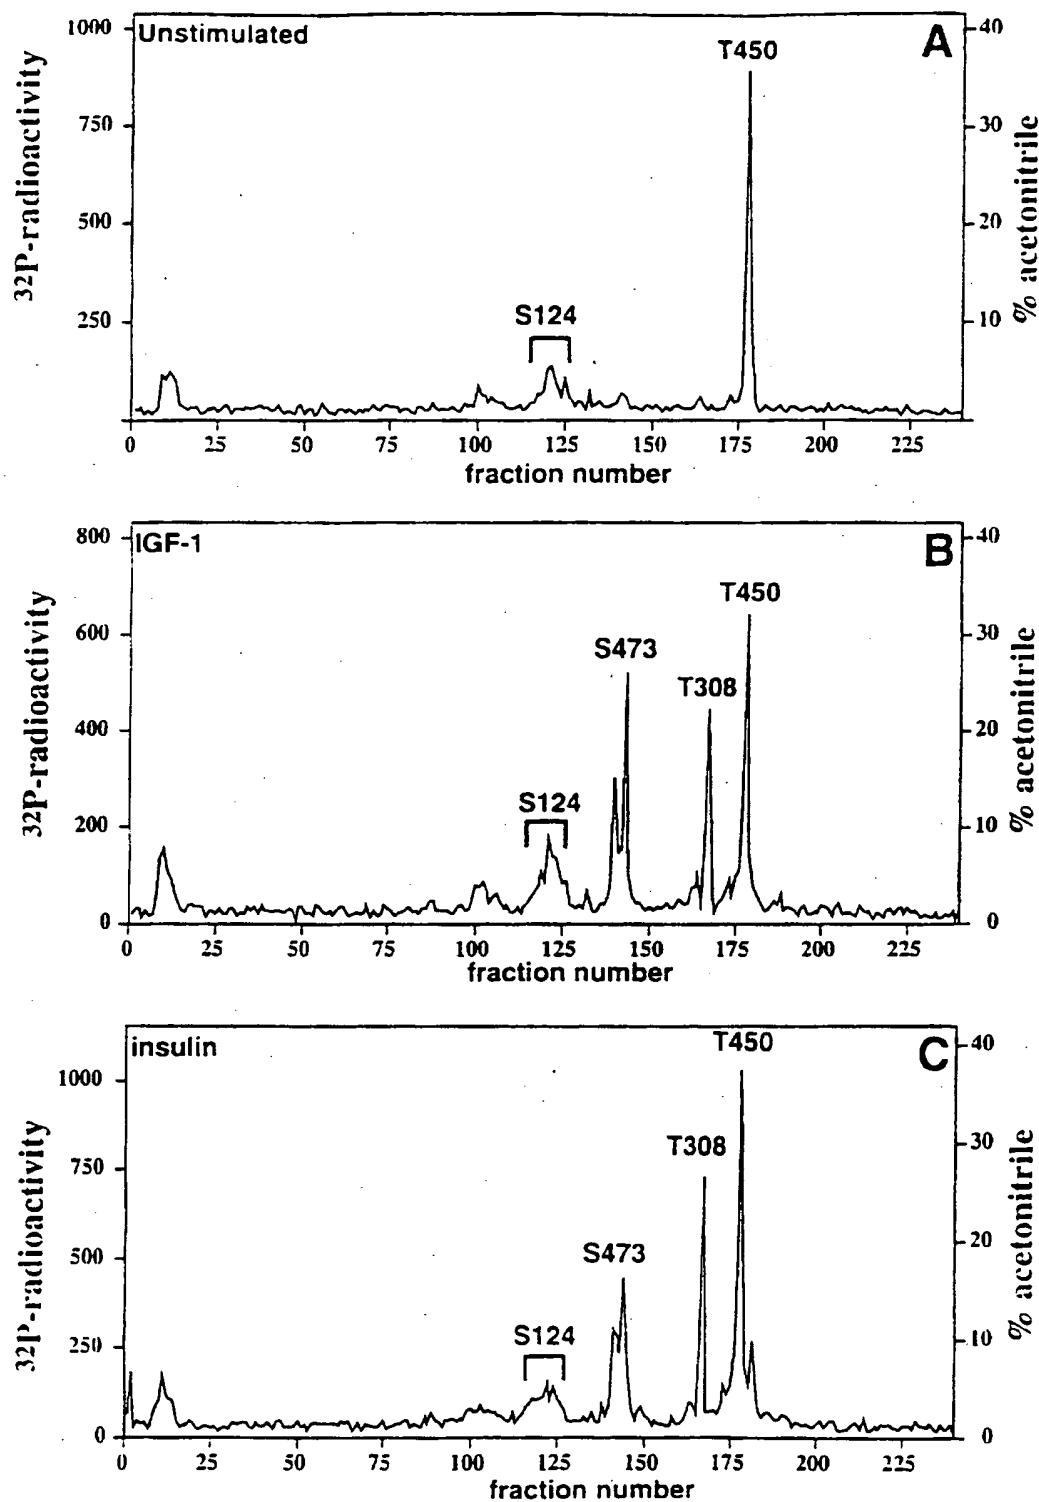 Unstimulated
A
T450
S124
1000
750
500
250
40
30
20
10
32P-radioactivity
% acetonitrile
0 25 50 75 100 125 150 175 200 225
fraction number
IGF-1
B
T450
S473
T308
S124
800
600
400
200
0
40
30
20
10
0
32P-radioactivity
% acetonitrile
0 25 50 75 100 125 150 175 200 225
fraction number
insulin
C
T450
T308
S473
S124
1000
750
500
250
0
40
30
20
10
0
32P-radioactivity
% acetonitrile
0 25 50 75 100 125 150 175 200 225
fraction number